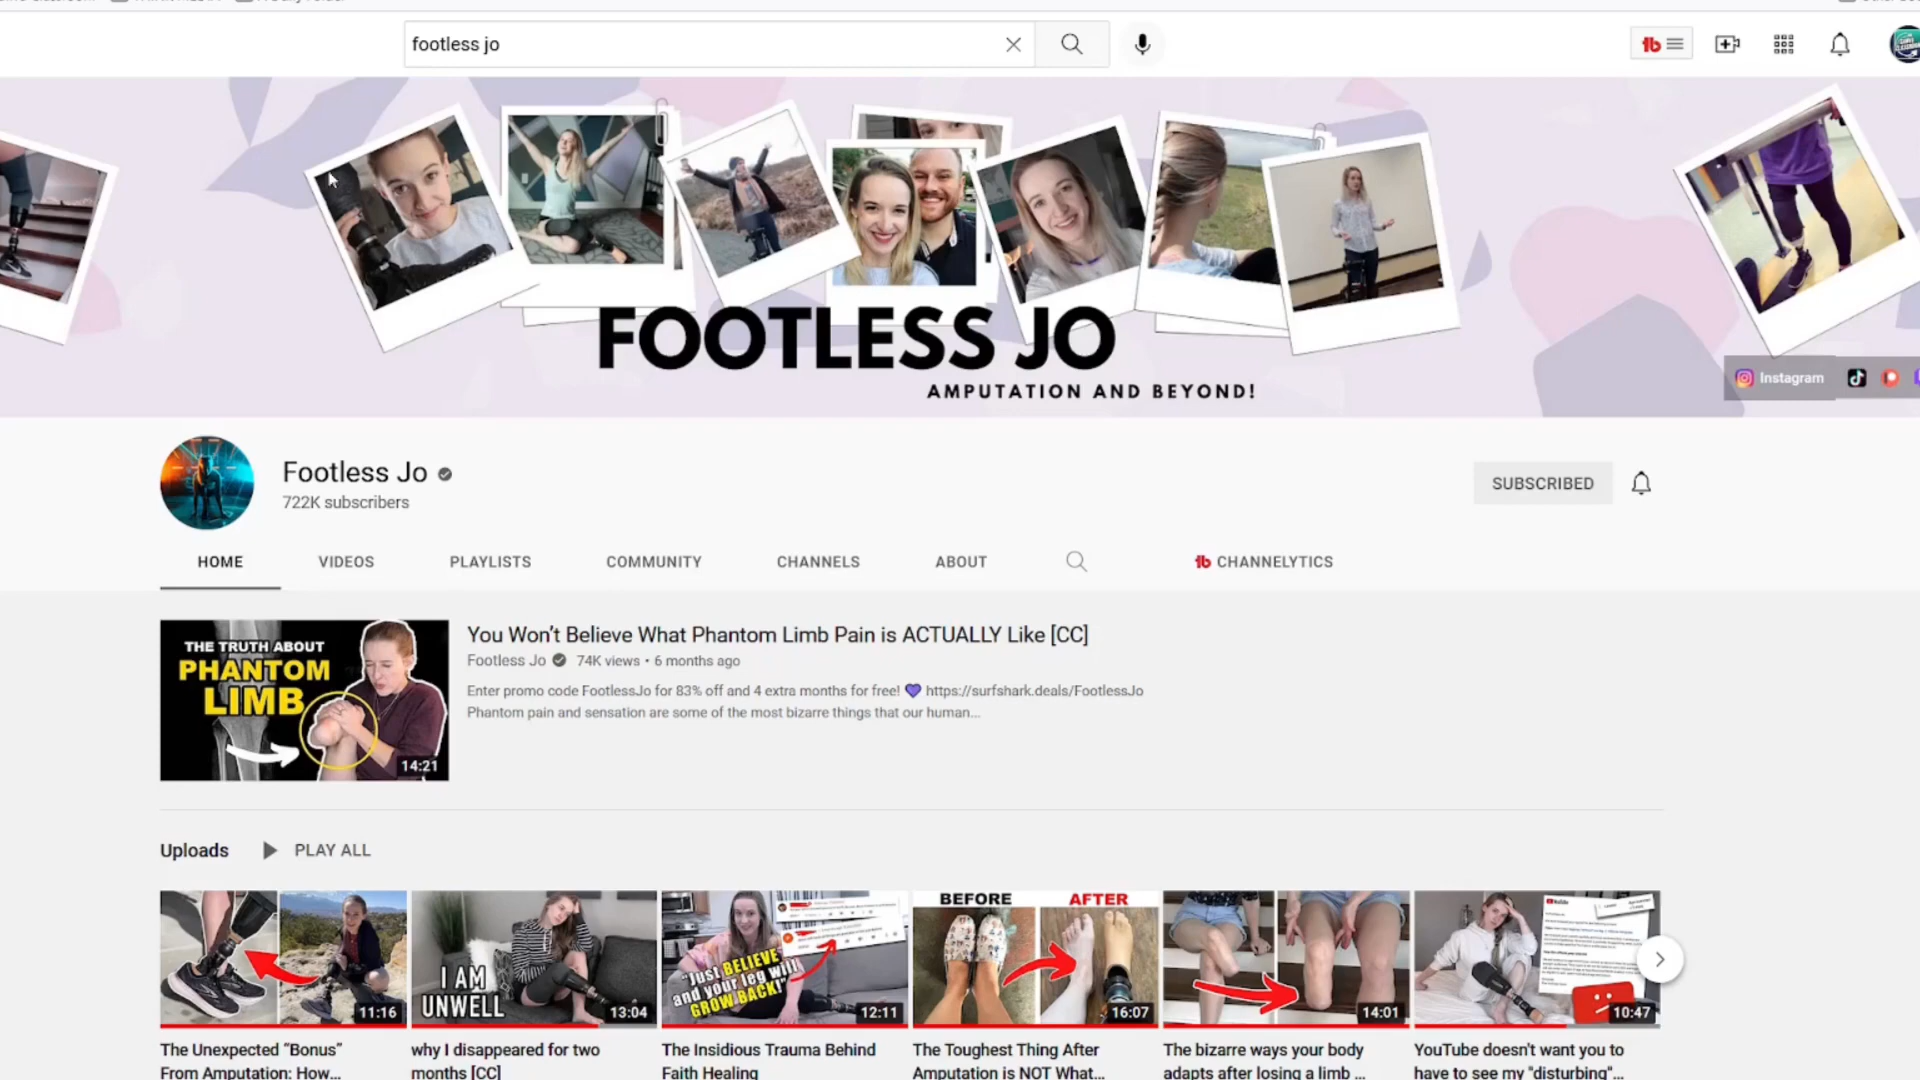 footless jo
FOOTLESS JO
AMPUTATION AND BEYOND!
Instagram
Footless Jo
722K subscribers
SUBSCRIBED
HOME
VIDEOS
PLAYLISTS
COMMUNITY
CHANNELS
ABOUT
CHANNELYTICS
THE TRUTH ABOUT
PHANTOM
LIMB
14:21
You Won’t Believe What Phantom Limb Pain is ACTUALLY Like [CC]
Footless Jo 74K views • 6 months ago
Enter promo code FootlessJo for 83% off and 4 extra months for free! 💜 https://surfshark.deals/FootlessJo
Phantom pain and sensation are some of the most bizarre things that our human...
Uploads
PLAY ALL
11:16
I AM
UNWELL
13:04
"Just BELIEVE
and your leg will
GROW BACK!"
12:11
BEFORE
AFTER
16:07
14:01
YouTube
10:47
The Unexpected “Bonus”
From Amputation: How...
why I disappeared for two
months [CC]
The Insidious Trauma Behind
Faith Healing
The Toughest Thing After
Amputation is NOT What...
The bizarre ways your body
adapts after losing a limb ...
YouTube doesn't want you to
have to see my "disturbing"...